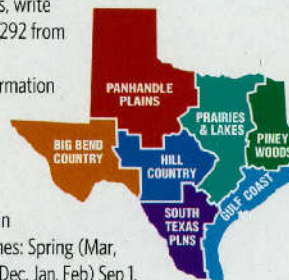 s, write
292 from
rmation
PANHANDLE
PLAINS
PRAIRIES
& LAKES
PINEY
WOODS
BIG BEND
COUNTRY
HILL
COUNTRY
GULF COAST
SOUTH
TEXAS
PLNS
n
nes: Spring (Mar,
Dec, Jan, Feb) Sep 1,